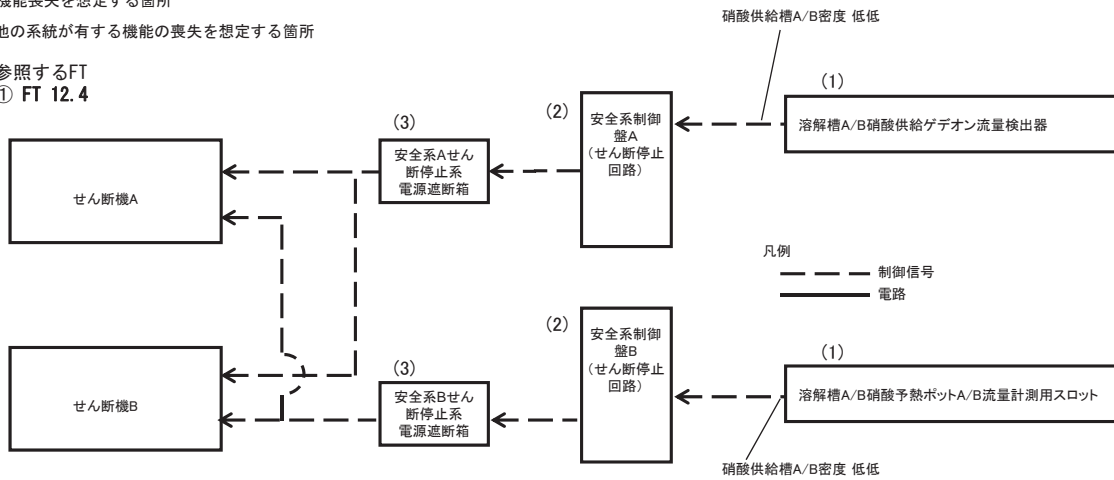 機能喪失を想定する箇所
他の系統が有する機能の喪失を想定する箇所
参照するFT
① FT 12.4
硝酸供給槽A/B密度 低低
(1)
溶解槽A/B硝酸供給ゲデオン流量検出器
(2)
安全系制御
盤A
(せん断停止
回路)
(3)
安全系Aせん
断停止系
電源遮断箱
せん断機A
凡例
制御信号
電路
(2)
安全系制御
盤B
(せん断停止
回路)
(1)
溶解槽A/B硝酸予熱ポットA/B流量計測用スロット
(3)
安全系Bせん
断停止系
電源遮断箱
せん断機B
硝酸供給槽A/B密度 低低